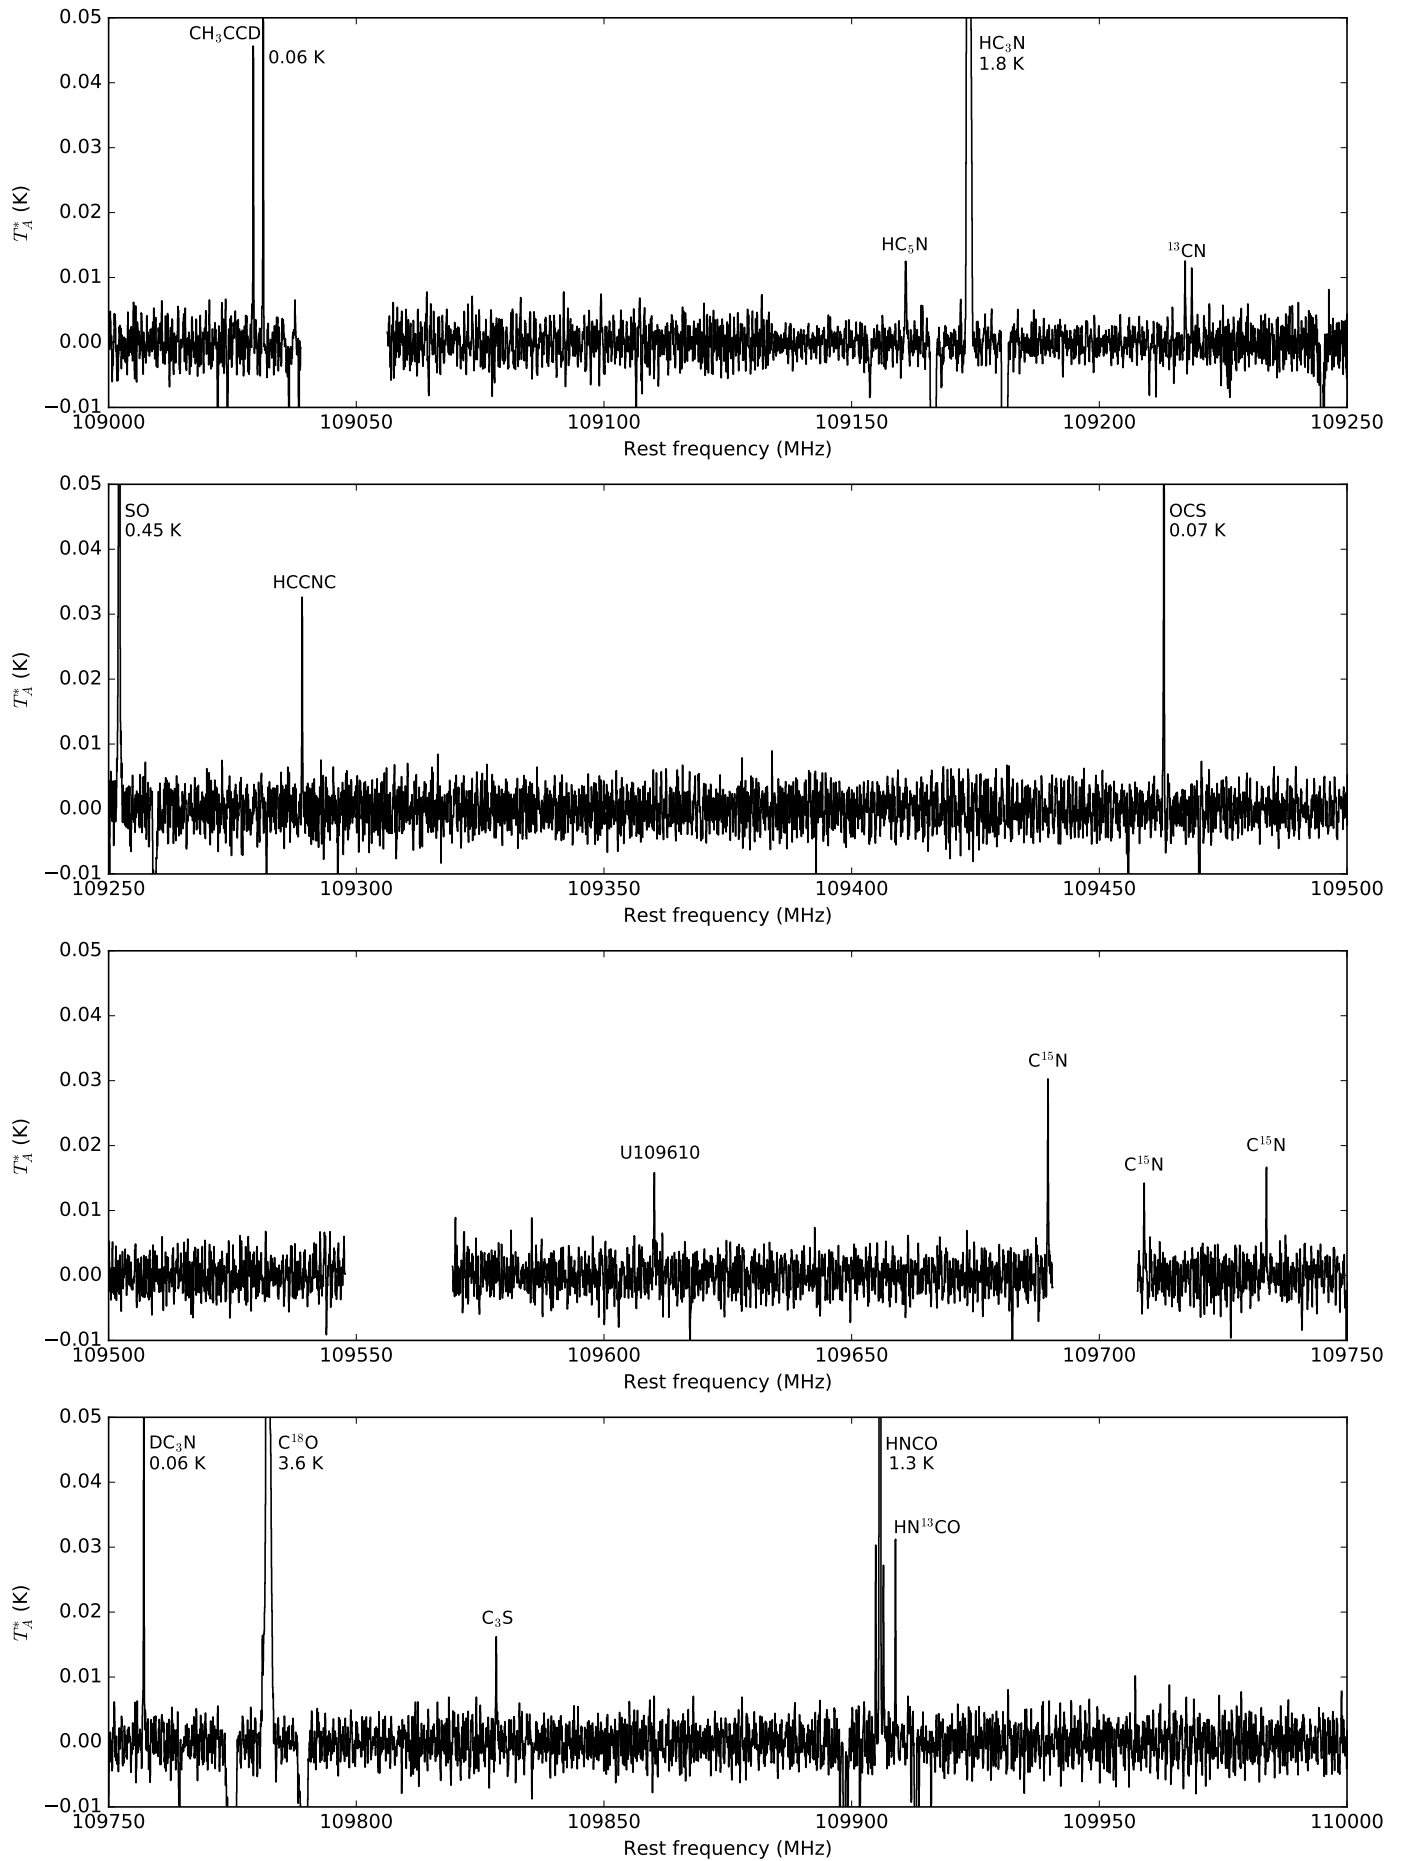 0.05
0.04
0.03
0.02
0.01
0.00
−0.01
T*A (K)
CH3CCD
0.06 K
HC5N
HC3N
1.8 K
13CN
109000 109050 109100 109150 109200 109250
Rest frequency (MHz)
0.05
0.04
0.03
0.02
0.01
0.00
−0.01
T*A (K)
SO
0.45 K
HCCNC
OCS
0.07 K
109250 109300 109350 109400 109450 109500
Rest frequency (MHz)
0.05
0.04
0.03
0.02
0.01
0.00
−0.01
T*A (K)
U109610
C15N
C15N
C15N
109500 109550 109600 109650 109700 109750
Rest frequency (MHz)
0.05
0.04
0.03
0.02
0.01
0.00
−0.01
T*A (K)
DC3N
0.06 K
C18O
3.6 K
C3S
HNCO
1.3 K
HN13CO
109750 109800 109850 109900 109950 110000
Rest frequency (MHz)